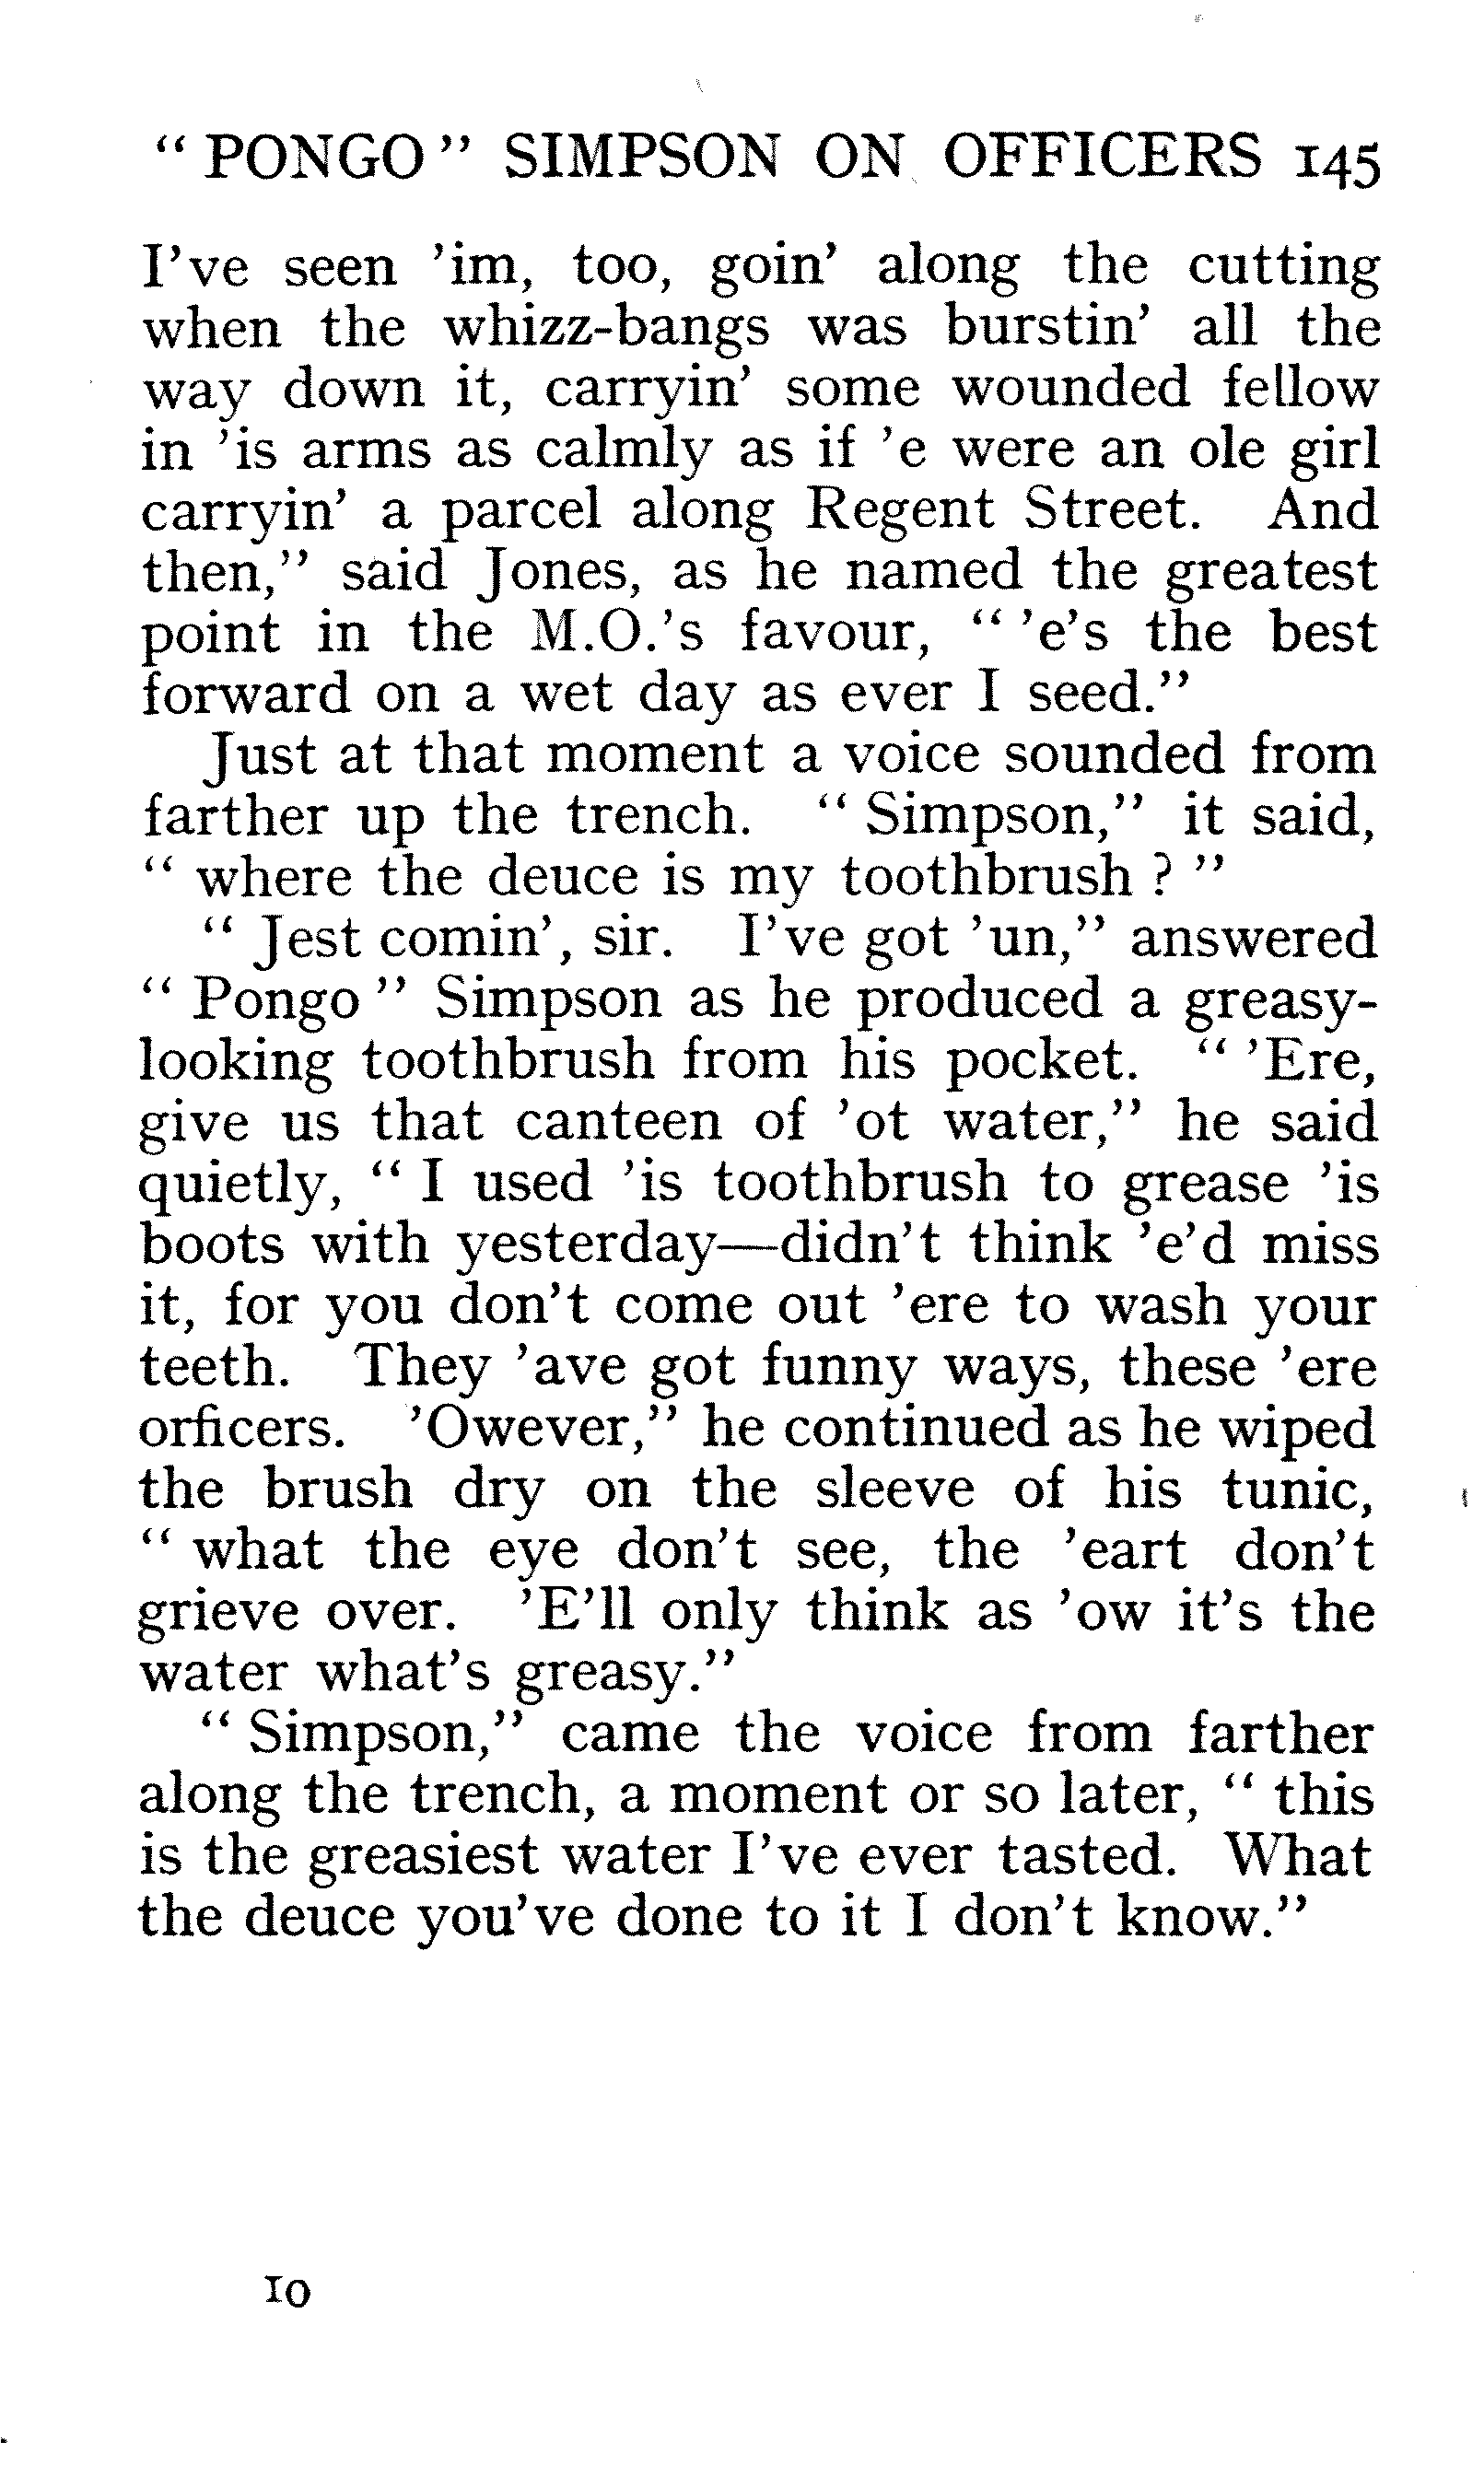 “ PONGO ” SIMPSON ON OFFICERS 145
I’ve seen ’im, too, goin’ along the cutting
when the whizz-bangs was burstin’ all the
way down it, carryin’ some wounded fellow
in ’is arms as calmly as if ’e were an ole girl
carryin’ a parcel along Regent Street. And
then,” said Jones, as he named the greatest
point in the M.O.’s favour, “ ’e’s the best
forward on a wet day as ever I seed.”
Just at that moment a voice sounded from
farther up the trench. “ Simpson,” it said,
“ where the deuce is my toothbrush ? ”
“ Jest comin’, sir. I’ve got ’un,” answered
“ Pongo ” Simpson as he produced a greasy-
looking toothbrush from his pocket. “ ’Ere,
give us that canteen of ’ot water,” he said
quietly, “ I used ’is toothbrush to grease ’is
boots with yesterday—didn’t think ’e’d miss
it, for you don’t come out ’ere to wash your
teeth. They ’ave got funny ways, these ’ere
orficers. ’Owever,” he continued as he wiped
the brush dry on the sleeve of his tunic,
“ what the eye don’t see, the ’eart don’t
grieve over. ’E’ll only think as ’ow it’s the
water what’s greasy.”
“ Simpson,” came the voice from farther
along the trench, a moment or so later, “ this
is the greasiest water I’ve ever tasted. What
the deuce you’ve done to it I don’t know.”
10